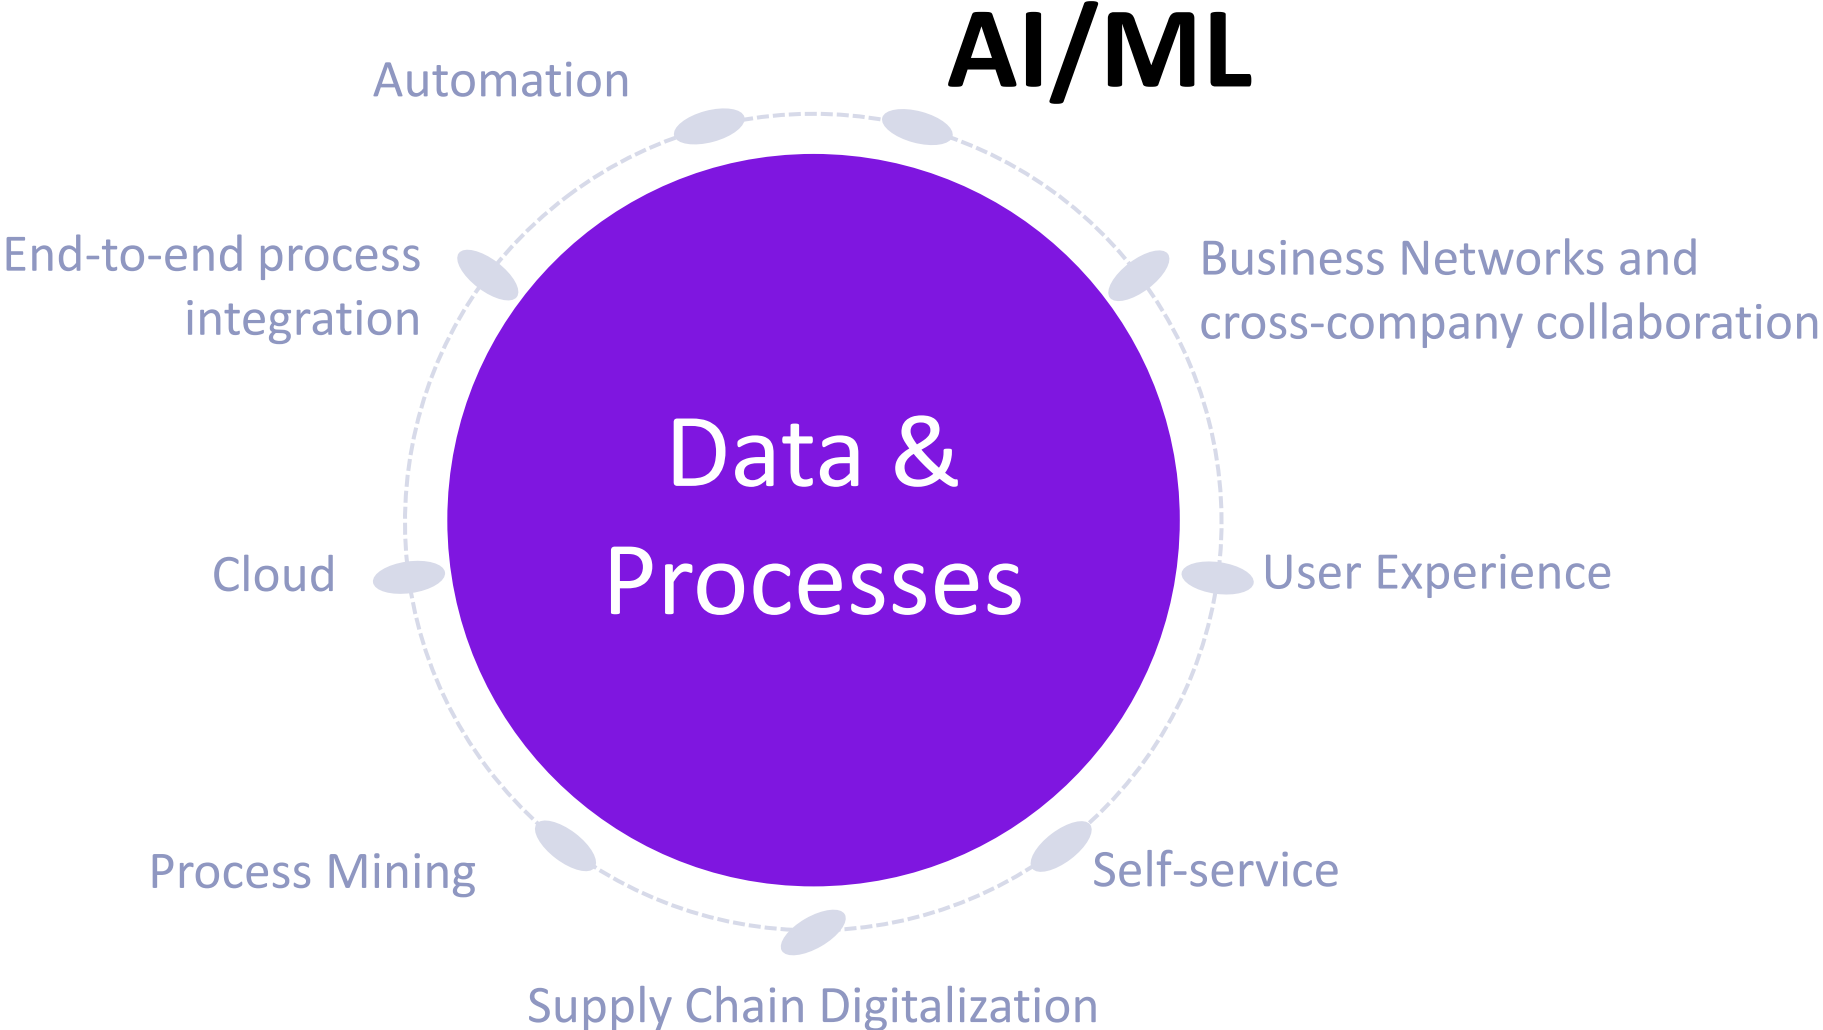 AI/ML
Automation
End-to-end process
integration
Business Networks and
cross-company collaboration
Data &
Processes
Cloud
User Experience
Process Mining
Self-service
Supply Chain Digitalization